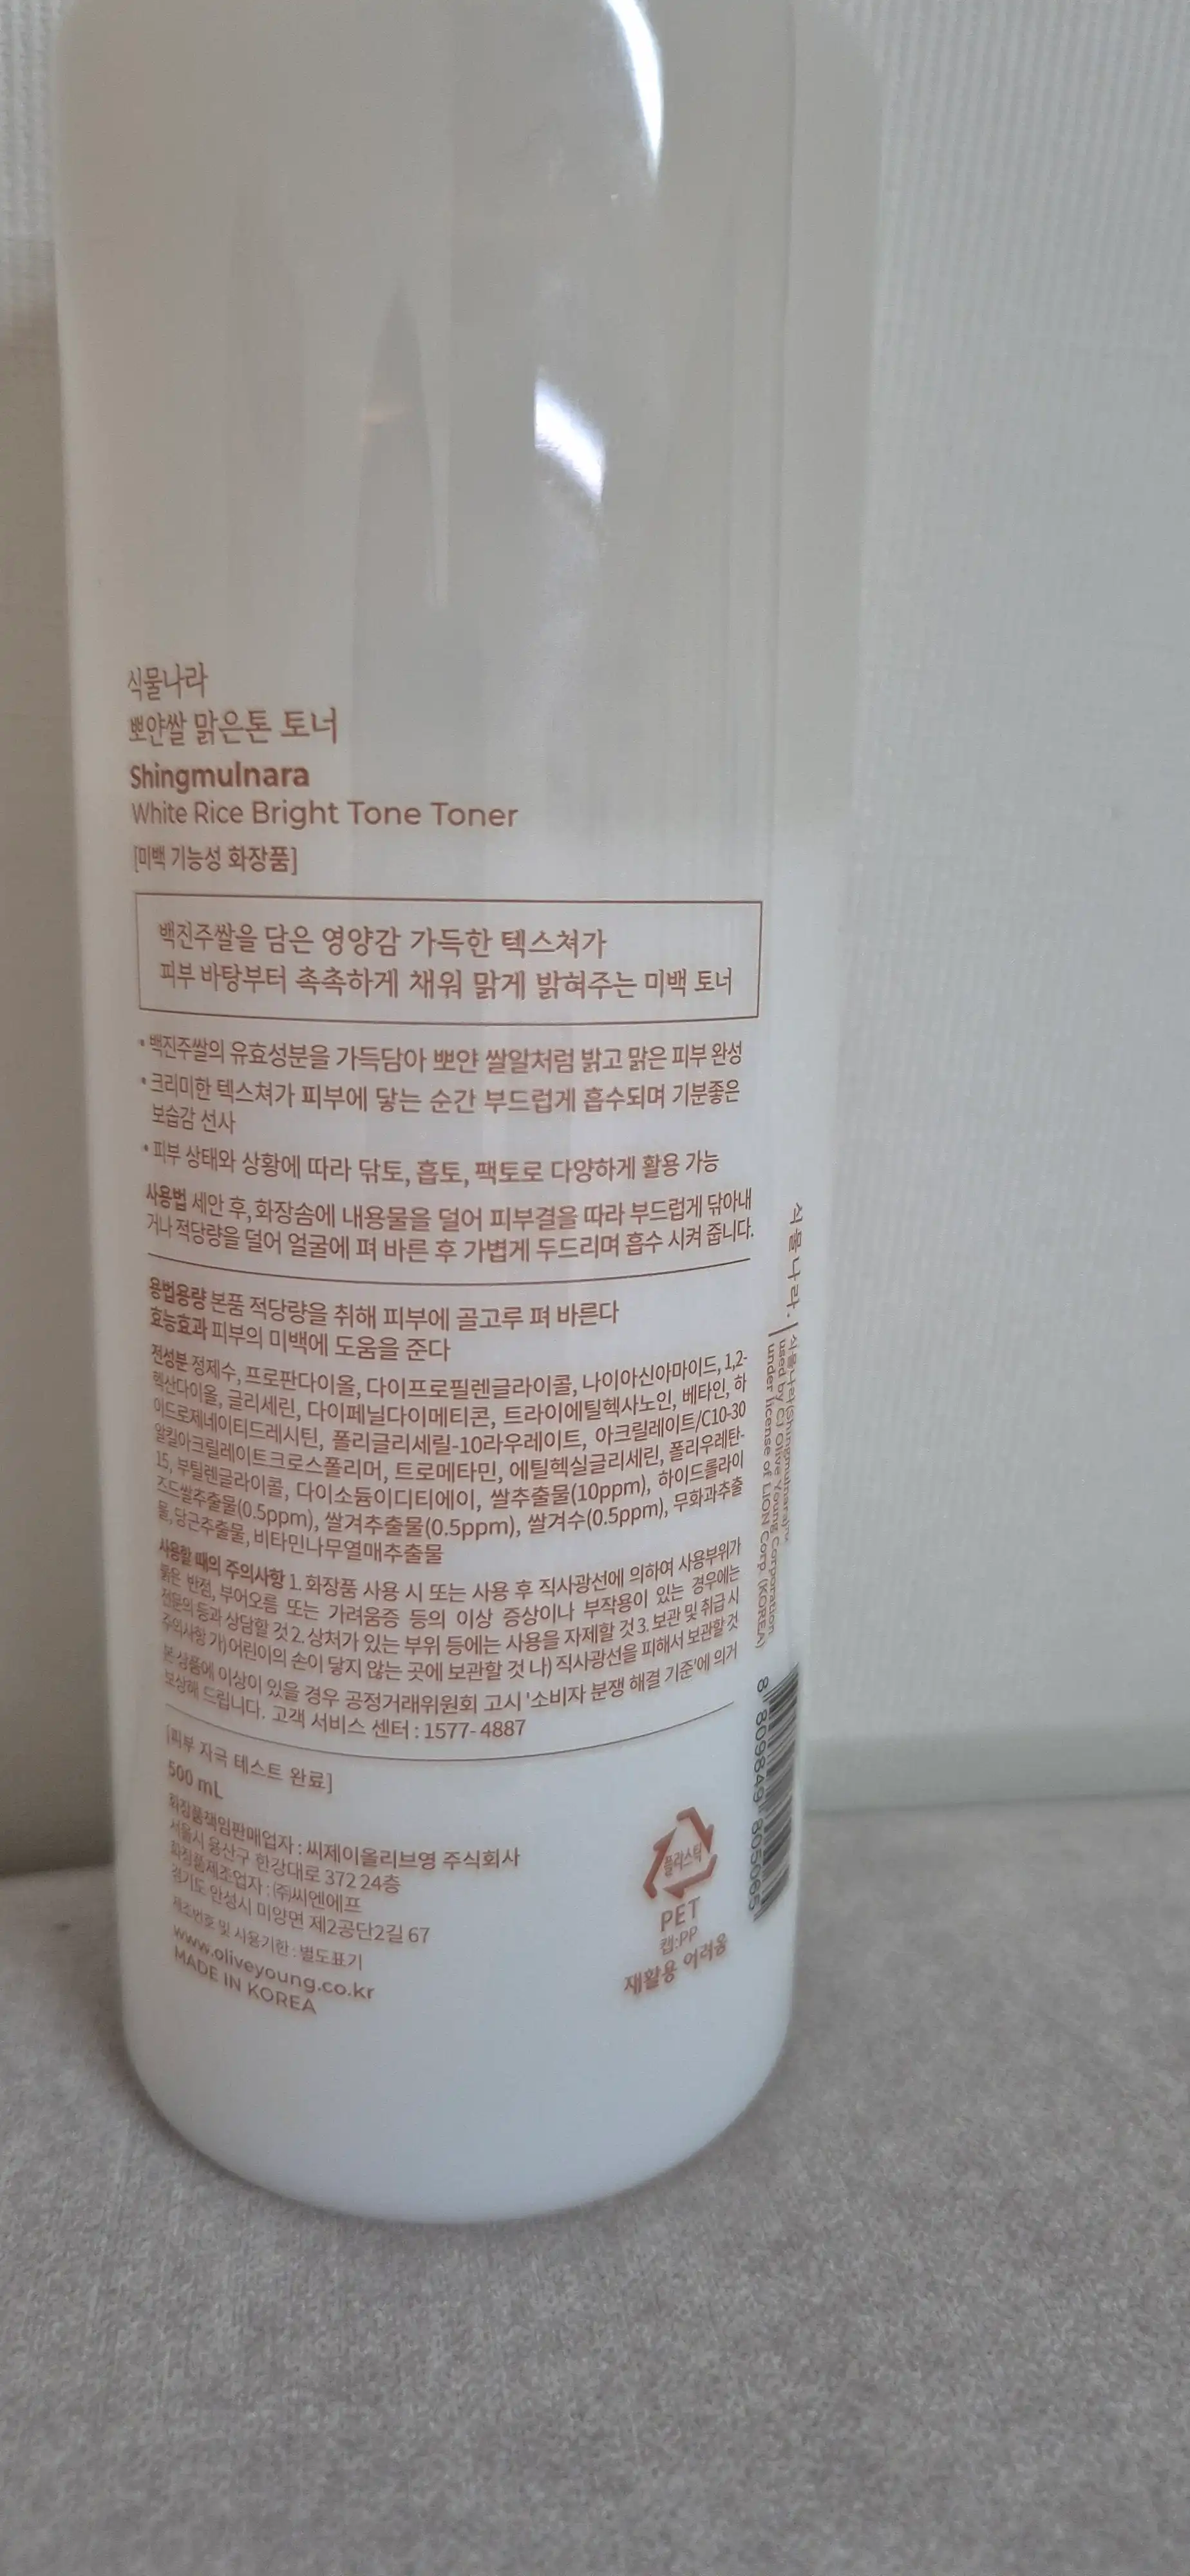 식물나라
뽀얀쌀 맑은톤 토너
Shingmulnara
White Rice Bright Tone Toner
[미백 기능성 화장품]
백진주쌀을 담은 영양감 가득한 텍스쳐가
피부 바탕부터 촉촉하게 채워 맑게 밝혀주는 미백 토너
• 백진주쌀의 유효성분을 가득담아 뽀얀 쌀알처럼 밝고 맑은 피부 완성
• 크리미한 텍스쳐가 피부에 닿는 순간 부드럽게 흡수되며 기분좋은
보습감 선사
• 피부 상태와 상황에 따라 닦토, 흡토, 팩토로 다양하게 활용 가능
사용법 세안 후, 화장솜에 내용물을 덜어 피부결을 따라 부드럽게 닦아내
거나 적당량을 덜어 얼굴에 펴 바른 후 가볍게 두드리며 흡수 시켜 줍니다.
용법용량 본품 적당량을 취해 피부에 골고루 펴 바른다
효능효과 피부의 미백에 도움을 준다
전성분 정제수, 프로판다이올, 다이프로필렌글라이콜, 나이아신아마이드, 1,2-
헥산다이올, 글리세린, 다이페닐다이메티콘, 트라이에틸헥사노인, 베타인, 하
이드로제네이티드레시틴, 폴리글리세릴-10라우레이트, 아크릴레이트/C10-30
알킬아크릴레이트크로스폴리머, 트로메타민, 에틸헥실글리세린, 폴리우레탄-
15, 부틸렌글라이콜, 다이소듐이디티에이, 쌀추출물(10ppm), 하이드롤라이
즈드쌀추출물(0.5ppm), 쌀겨추출물(0.5ppm), 쌀겨수(0.5ppm), 무화과추출
물, 당근추출물, 비타민나무열매추출물
사용할 때의 주의사항 1. 화장품 사용 시 또는 사용 후 직사광선에 의하여 사용부위가
붉은 반점, 부어오름 또는 가려움증 등의 이상 증상이나 부작용이 있는 경우에는
전문의 등과 상담할 것 2. 상처가 있는 부위 등에는 사용을 자제할 것 3. 보관 및 취급 시
주의사항 가) 어린이의 손이 닿지 않는 곳에 보관할 것 나) 직사광선을 피해서 보관할 것
본 상품에 이상이 있을 경우 공정거래위원회 고시 '소비자 분쟁 해결 기준'에 의거
보상해 드립니다. 고객 서비스 센터 : 1577-4887
[피부 자극 테스트 완료]
500 mL
화장품책임판매업자 : 씨제이올리브영 주식회사
서울시 용산구 한강대로 372 24층
화장품제조업자 : ㈜씨엔에프
경기도 안성시 미양면 제2공단2길 67
제조번호 및 사용기한 : 별도표기
www.oliveyoung.co.kr
MADE IN KOREA
플라스틱
PET
캡:PP
재활용 어려움
식물나라.
식물나라(Shingmulnara)™
used by CJ Olive Young Corporation
under license of LION Corp. (KOREA)
8 809849 805065